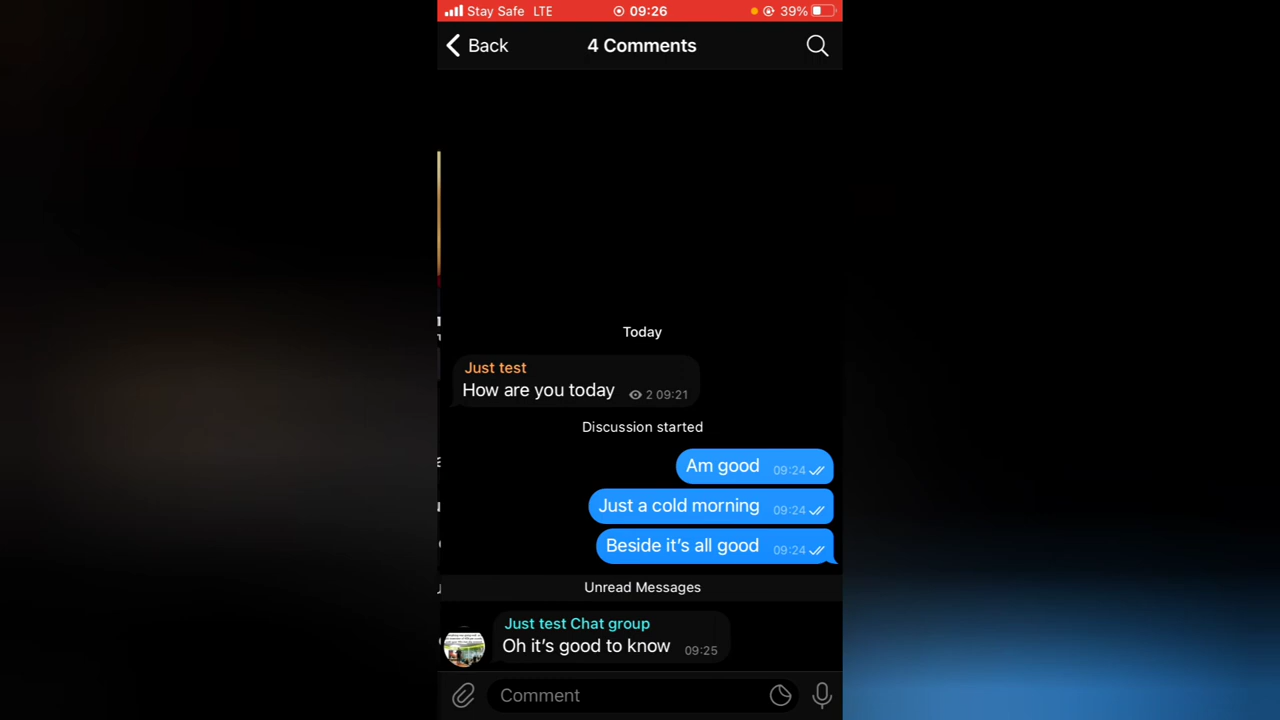 Stay Safe LTE 09:26 39%
Back 4 Comments
Today
Just test
How are you today 2 09:21
Discussion started
Am good 09:24
Just a cold morning 09:24
Beside it's all good 09:24
Unread Messages
Just test Chat group
Oh it's good to know 09:25
Comment